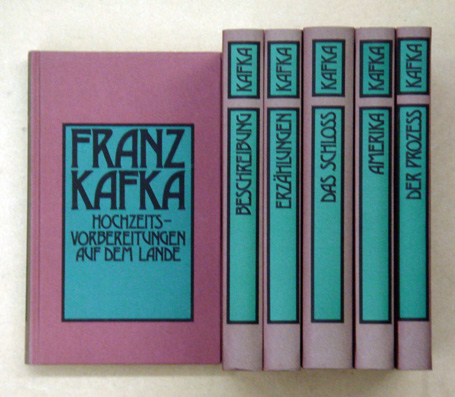 FRANZ
KAFKA
HOCHZEITS-
VORBEREITUNGEN
AUF DEM LANDE
KAFKA
BESCHREIBUNG
KAFKA
ERZÄHLUNGEN
KAFKA
DAS SCHLOSS
KAFKA
AMERIKA
KAFKA
DER PROZESS